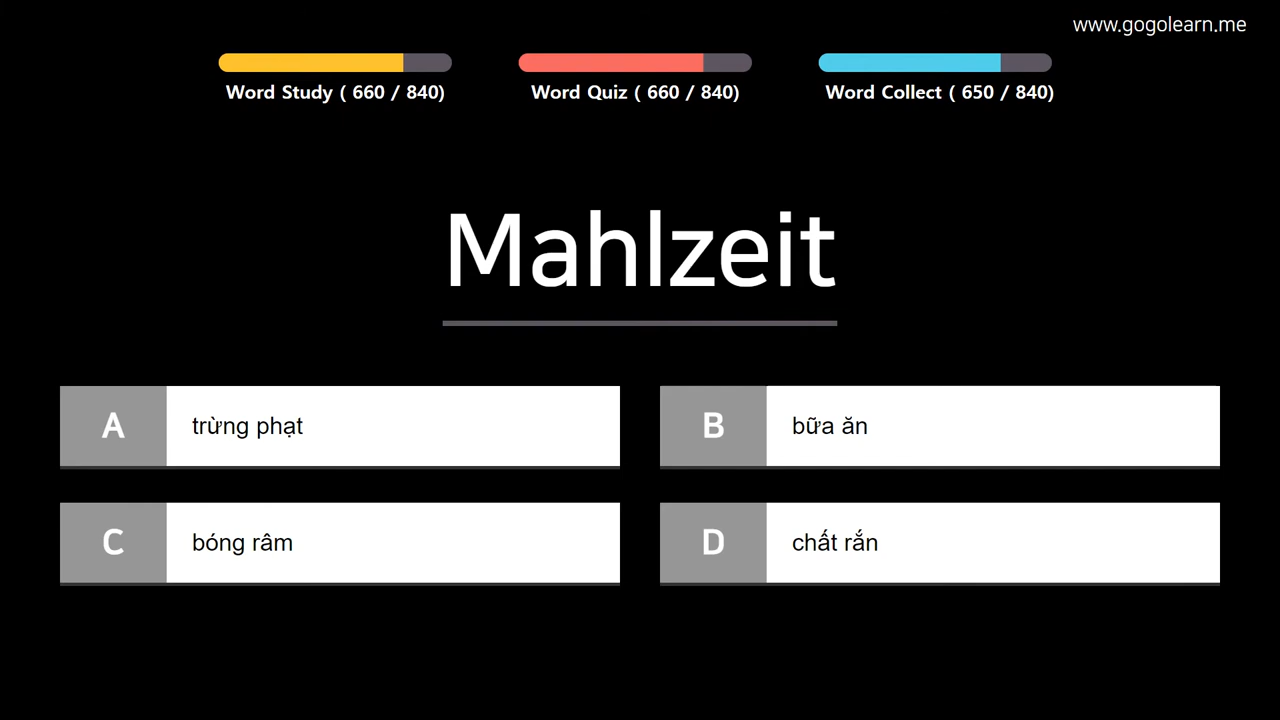 www.gogolearn.me
Word Study ( 660 / 840)
Word Quiz ( 660 / 840)
Word Collect ( 650 / 840)
Mahlzeit
A
trừng phạt
B
bữa ăn
C
bóng râm
D
chất rắn